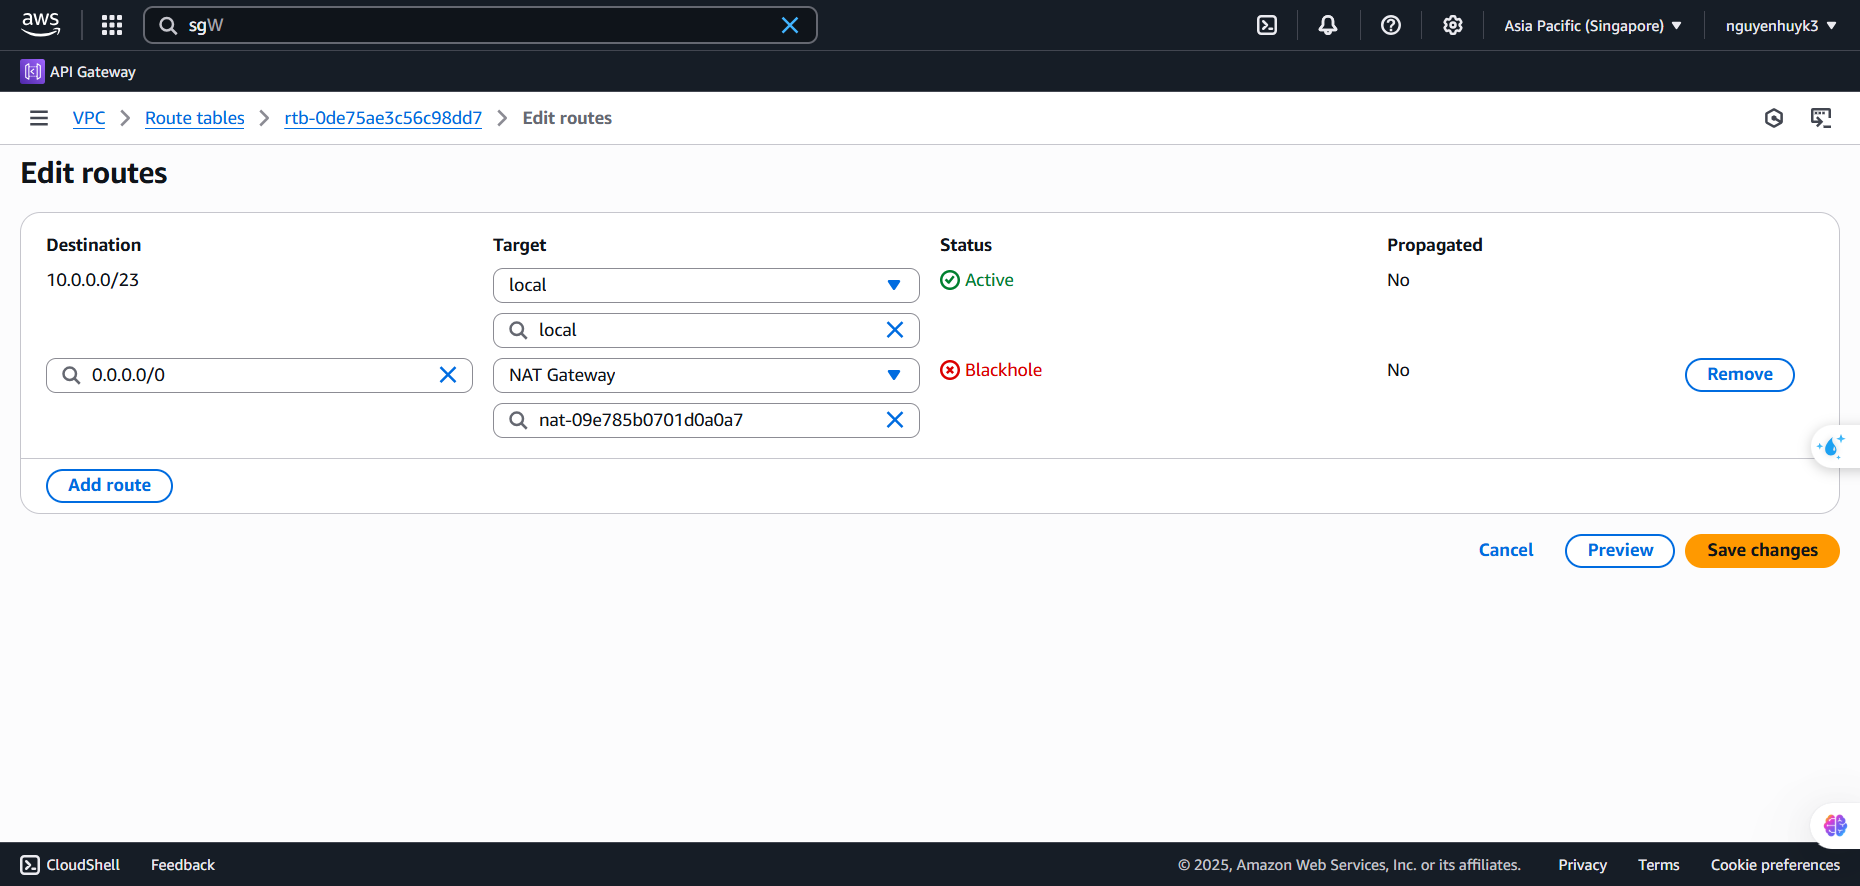 aws
sgW
Asia Pacific (Singapore)
nguyenhuyk3
API Gateway
VPC
Route tables
rtb-0de75ae3c56c98dd7
Edit routes
Edit routes
Destination Target Status Propagated
10.0.0.0/23 local Active No
local
0.0.0.0/0 NAT Gateway Blackhole No Remove
nat-09e785b0701d0a0a7
Add route
Cancel Preview Save changes
CloudShell Feedback © 2025, Amazon Web Services, Inc. or its affiliates. Privacy Terms Cookie preferences